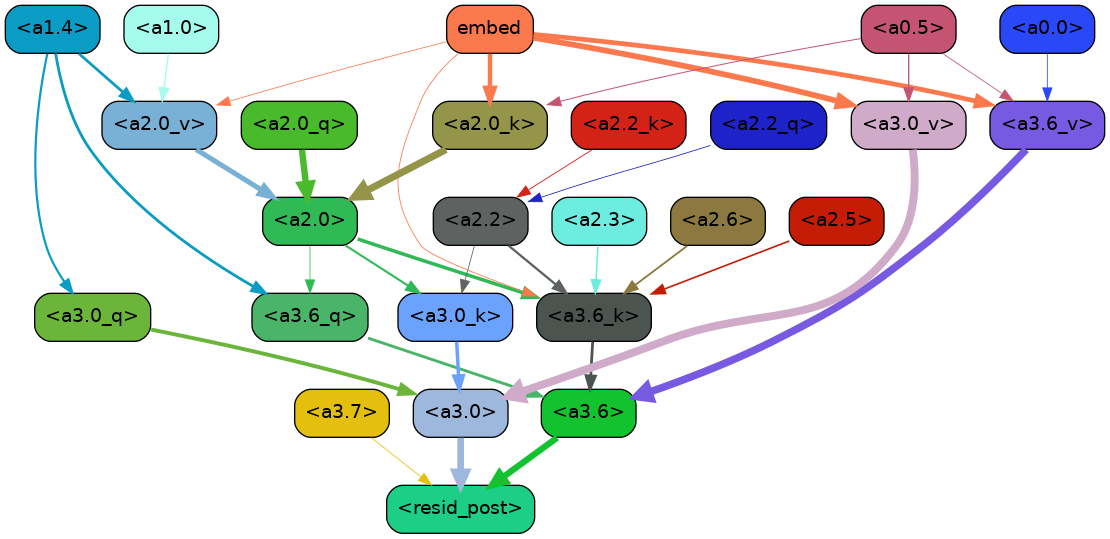 <a1.4> <a1.0> embed <a0.5> <a0.0>
<a2.0_v> <a2.0_q> <a2.0_k> <a2.2_k> <a2.2_q> <a3.0_v> <a3.6_v>
<a2.0> <a2.2> <a2.3> <a2.6> <a2.5>
<a3.0_q> <a3.6_q> <a3.0_k> <a3.6_k>
<a3.7> <a3.0> <a3.6>
<resid_post>